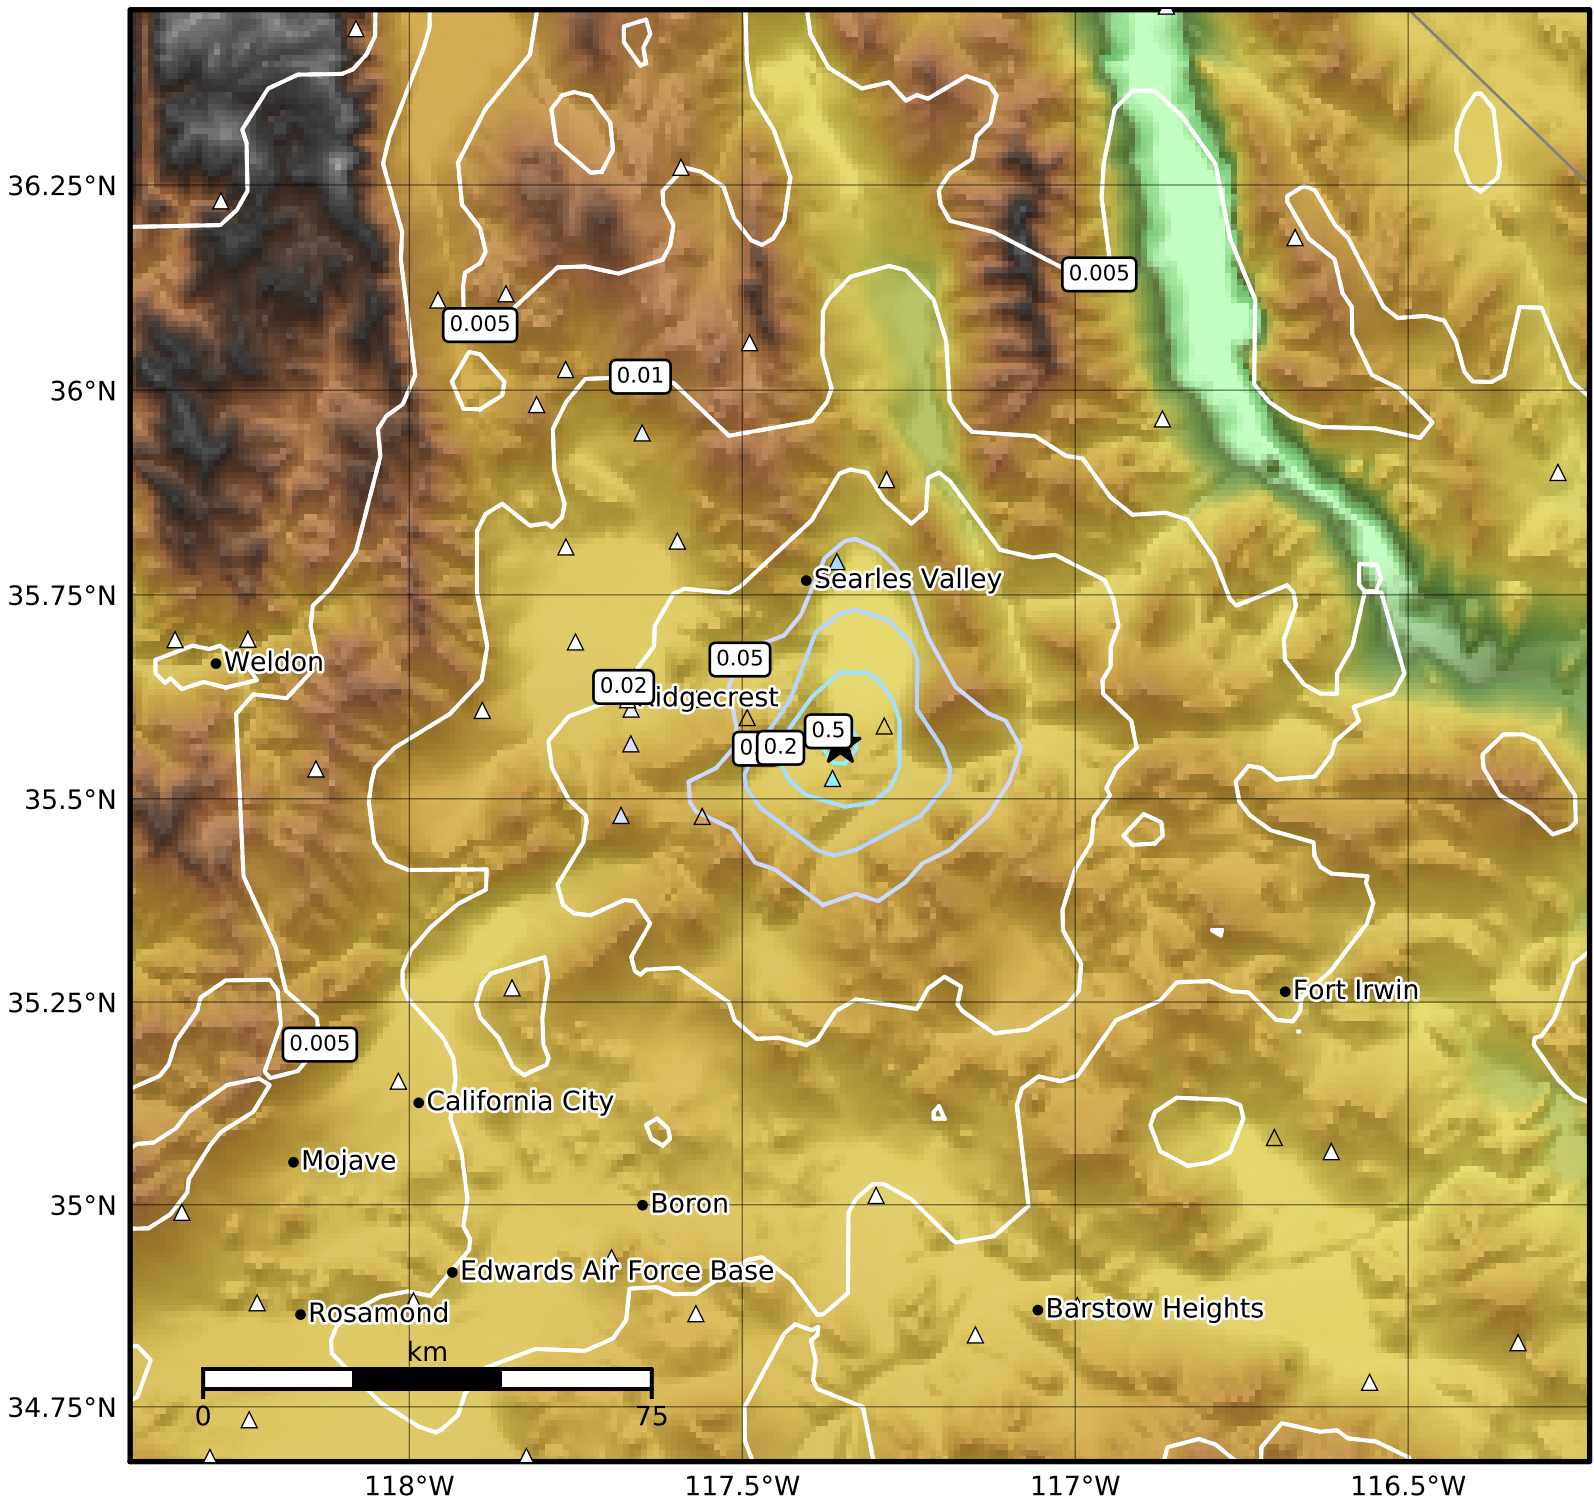 36.25°N
0.005
0.005
0.01
36°N
Searles Valley
35.75°N
Weldon
0.05
0.02
idgecrest
0.5
0.2
35.5°N
Fort Irwin
35.25°N
0.005
California City
Mojave
35°N
Boron
Edwards Air Force Base
Rosamond
Barstow Heights
km
0
75
34.75°N
118°W
117.5°W
117°W
116.5°W